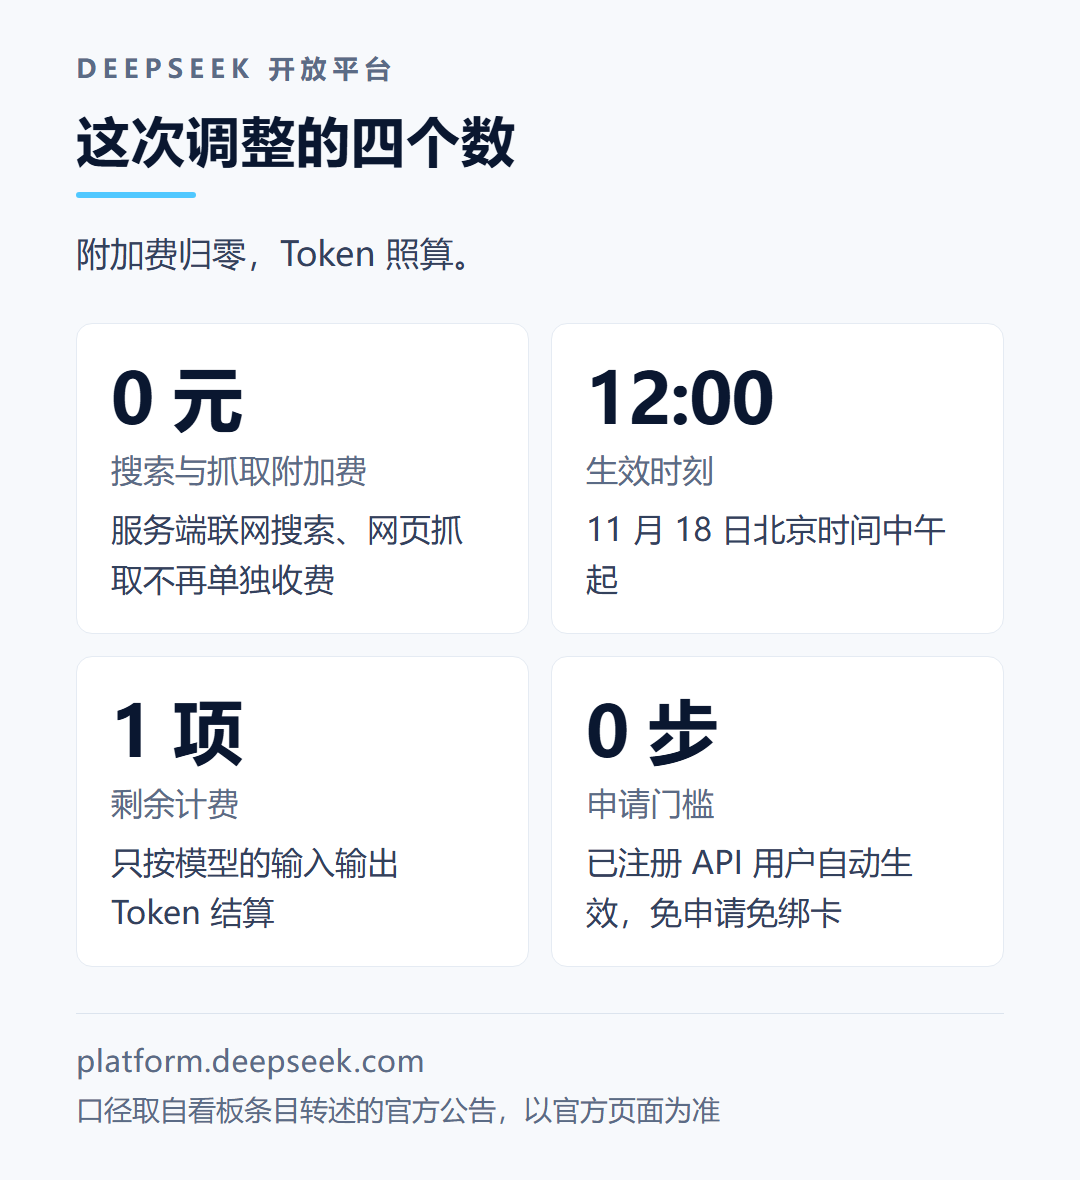 DEEPSEEK 开放平台
这次调整的四个数
附加费归零，Token 照算。
0 元
搜索与抓取附加费
服务端联网搜索、网页抓
取不再单独收费
12:00
生效时刻
11 月 18 日北京时间中午
起
1 项
剩余计费
只按模型的输入输出
Token 结算
0 步
申请门槛
已注册 API 用户自动生
效，免申请免绑卡
platform.deepseek.com
口径取自看板条目转述的官方公告，以官方页面为准